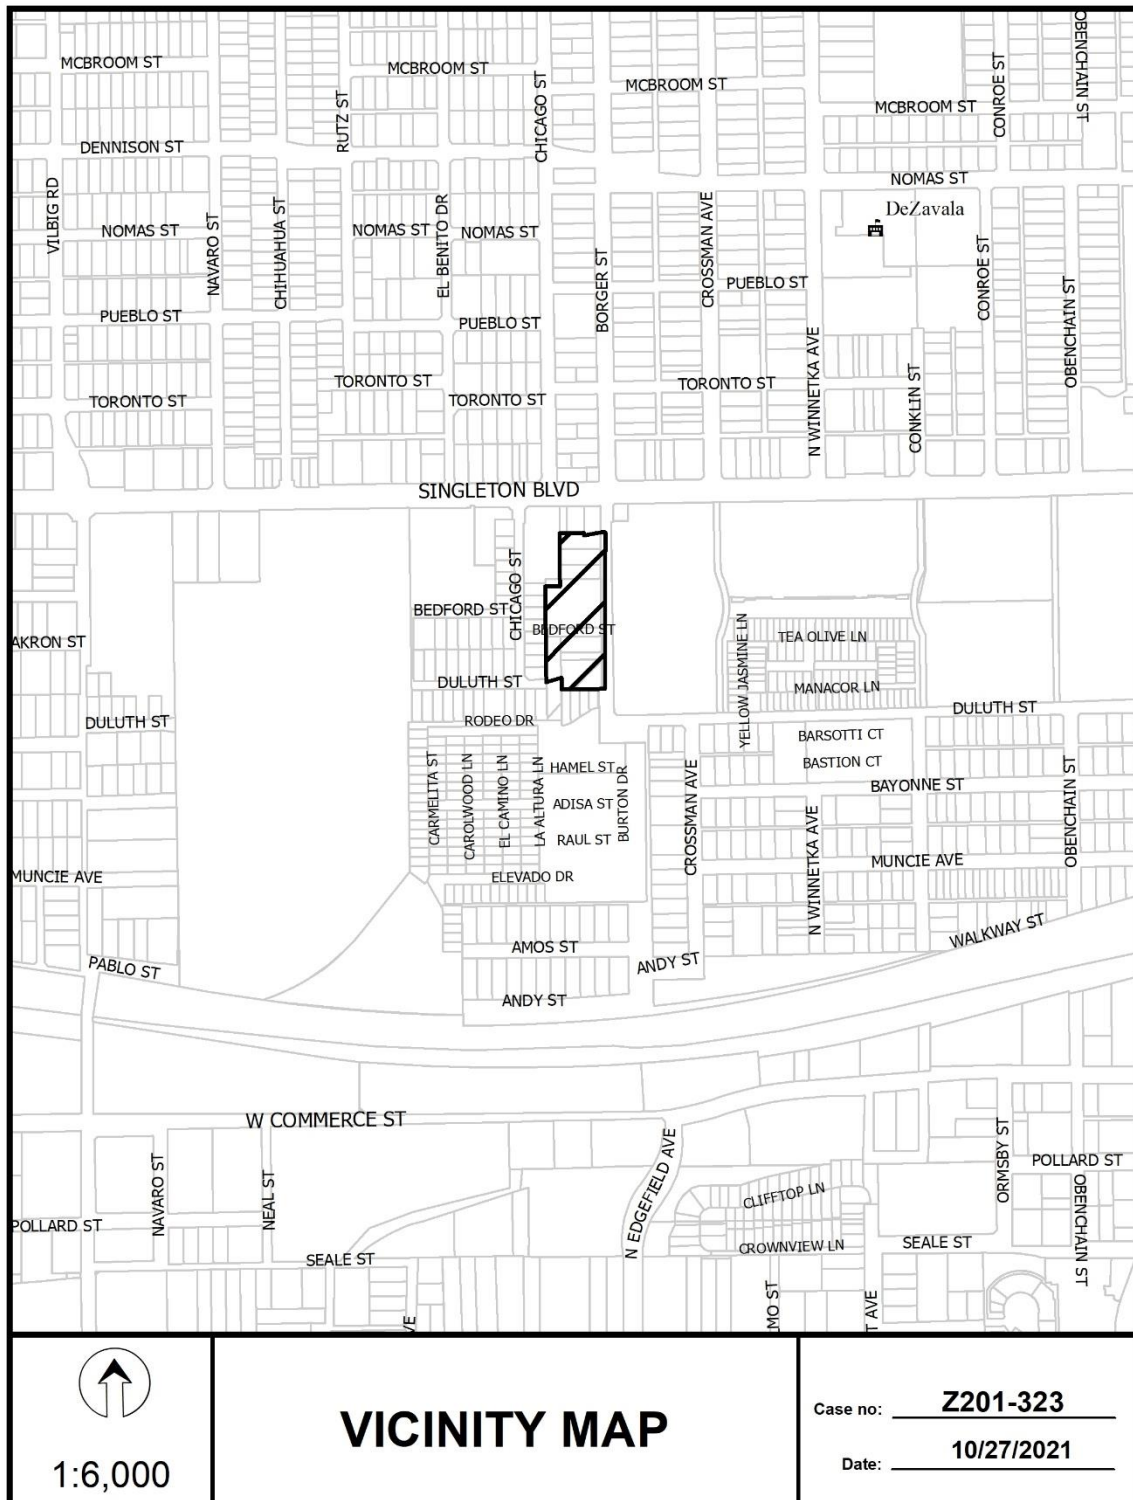 OBENCHAIN ST
MCBROOM ST
MCBROOM ST
CONROE ST
CHICAGO ST
MCBROOM ST
RUTZ ST
MCBROOM ST
DENNISON ST
NOMAS ST
VILBIG RD
DeZavala
NAVARO ST
CHIHUAHUA ST
NOMAS ST
NOMAS ST
EL BENITO DR
NOMAS ST
CROSSMAN AVE
CONROE ST
BORGER ST
PUEBLO ST
OBENCHAIN ST
PUEBLO ST
PUEBLO ST
N WINNETKA AVE
TORONTO ST
TORONTO ST
CONKLIN ST
TORONTO ST
TORONTO ST
SINGLETON BLVD
CHICAGO ST
BEDFORD ST
BEDFORD ST
AKRON ST
TEA OLIVE LN
YELLOW JASMINE LN
DULUTH ST
MANACOR LN
DULUTH ST
DULUTH ST
RODEO DR
BARSOTTI CT
BASTION CT
HAMEL ST
BAYONNE ST
CARMELITA ST
CAROLWOOD LN
EL CAMINO LN
LA ALTURA LN
ADISA ST
BURTON DR
CROSSMAN AVE
OBENCHAIN ST
RAUL ST
MUNCIE AVE
N WINNETKA AVE
MUNCIE AVE
ELEVADO DR
WALKWAY ST
AMOS ST
PABLO ST
ANDY ST
ANDY ST
W COMMERCE ST
N EDGEFIELD AVE
ORMSBY ST
POLLARD ST
NAVARO ST
NEAL ST
CLIFFTOP LN
OBENCHAIN ST
POLLARD ST
CROWNVIEW LN
SEALE ST
SEALE ST
VE
MO ST
T AVE
1:6,000
VICINITY MAP
Case no: Z201-323
Date: 10/27/2021